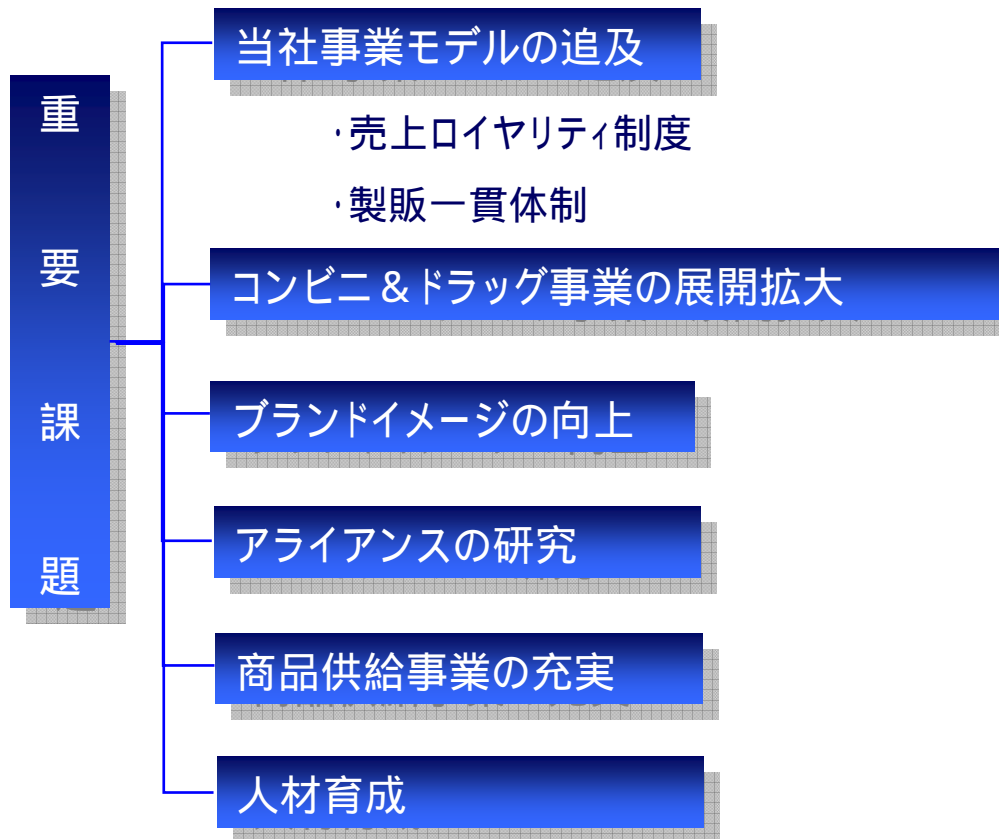 重要課題
当社事業モデルの追及
・売上ロイヤリティ制度
・製販一貫体制
コンビニ＆ドラッグ事業の展開拡大
ブランドイメージの向上
アライアンスの研究
商品供給事業の充実
人材育成